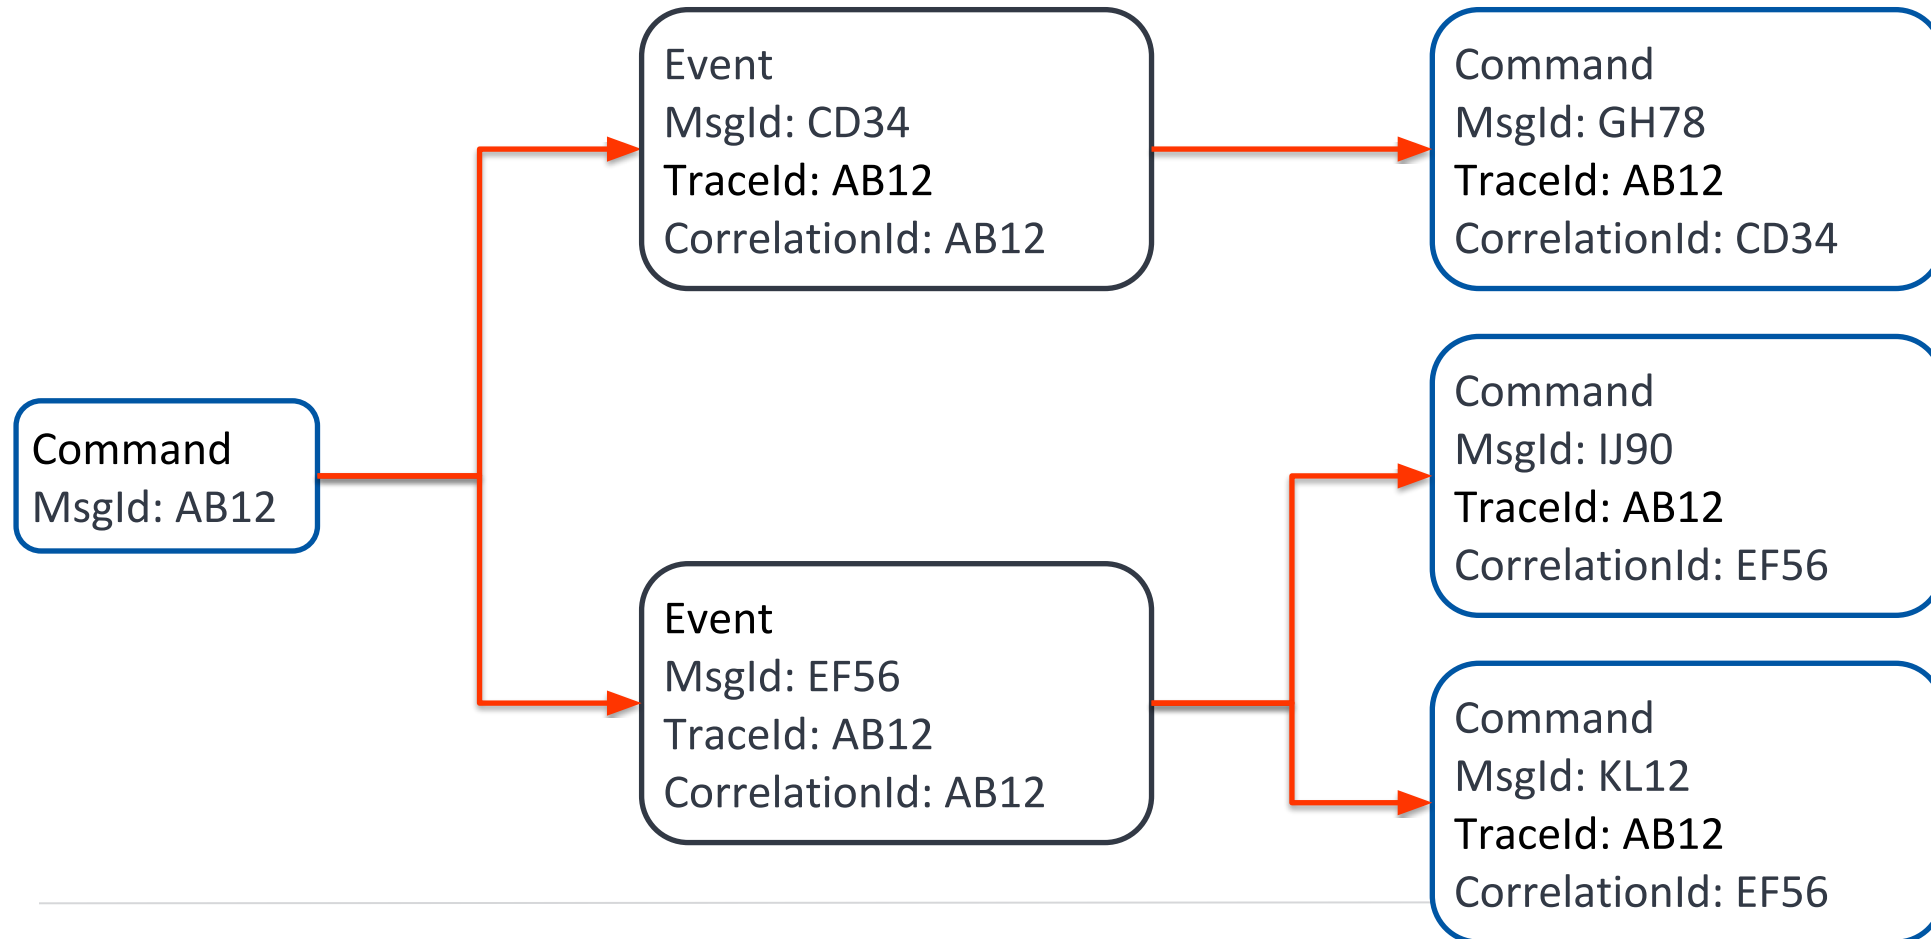 Command
MsgId: AB12
Event
MsgId: CD34
TraceId: AB12
CorrelationId: AB12
Event
MsgId: EF56
TraceId: AB12
CorrelationId: AB12
Command
MsgId: GH78
TraceId: AB12
CorrelationId: CD34
Command
MsgId: IJ90
TraceId: AB12
CorrelationId: EF56
Command
MsgId: KL12
TraceId: AB12
CorrelationId: EF56